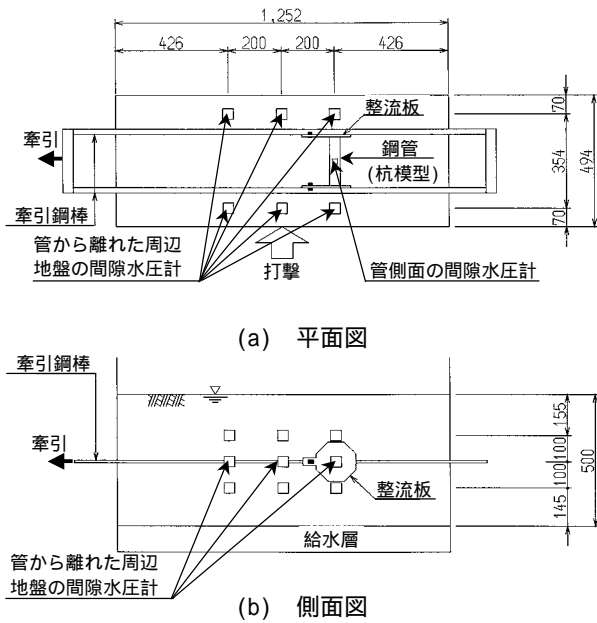 1,252
426
200
200
426
整流板
牽引
鋼管
(杭模型)
70
354
494
70
牽引鋼棒
管から離れた周辺
地盤の間隙水圧計
打撃
管側面の間隙水圧計
(a) 平面図
牽引鋼棒
牽引
155
100
100
145
500
整流板
給水層
管から離れた周辺
地盤の間隙水圧計
(b) 側面図